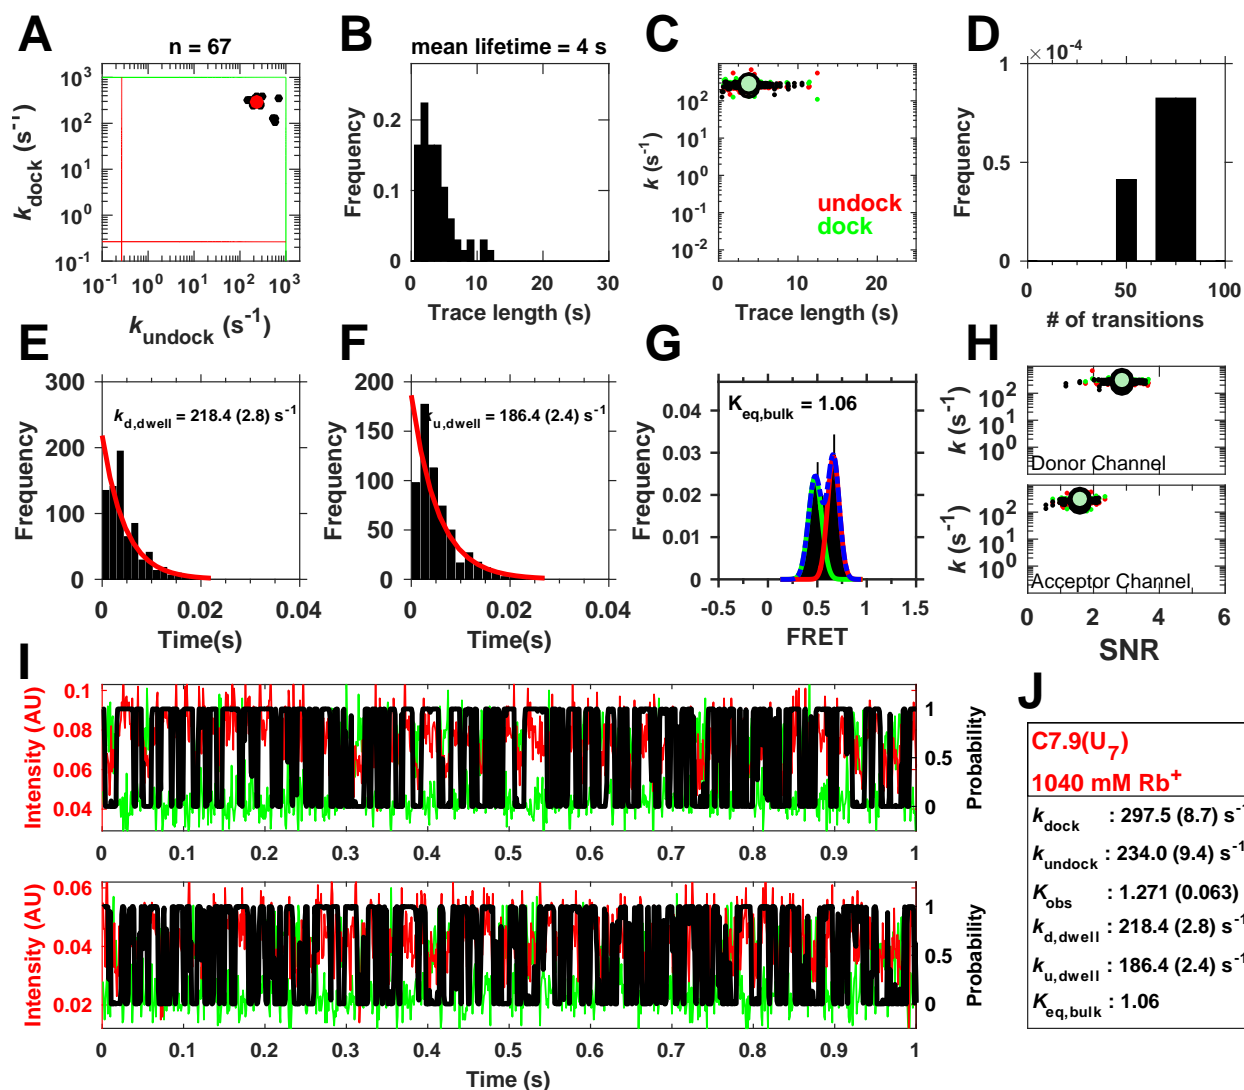 A
n = 67
k_dock (s⁻¹)
10³
10²
10¹
10⁰
10⁻¹
10⁻¹ 10⁰ 10¹ 10² 10³
k_undock (s⁻¹)
B
mean lifetime = 4 s
Frequency
0.2
0.1
0
0 10 20 30
Trace length (s)
C
k (s⁻¹)
10²
10¹
10⁰
10⁻¹
10⁻²
undock
dock
0 10 20
Trace length (s)
D
×10⁻⁴
Frequency
1
0.5
0
0 50 100
# of transitions
E
Frequency
300
200
100
0
k_d,dwell = 218.4 (2.8) s⁻¹
0 0.02 0.04
Time(s)
F
Frequency
200
150
100
50
0
k_u,dwell = 186.4 (2.4) s⁻¹
0 0.02 0.04
Time(s)
G
Frequency
0.04
0.03
0.02
0.01
0
K_eq,bulk = 1.06
-0.5 0 0.5 1 1.5
FRET
H
k (s⁻¹)
10²
10¹
10⁰
Donor Channel
k (s⁻¹)
10²
10¹
10⁰
Acceptor Channel
0 2 4 6
SNR
I
Intensity (AU)
0.1
0.08
0.06
0.04
1
0.5
0
Probability
0 0.1 0.2 0.3 0.4 0.5 0.6 0.7 0.8 0.9 1
Intensity (AU)
0.06
0.04
0.02
1
0.5
0
Probability
0 0.1 0.2 0.3 0.4 0.5 0.6 0.7 0.8 0.9 1
Time (s)
J
C7.9(U₇)
1040 mM Rb⁺
k_dock : 297.5 (8.7) s⁻
k_undock : 234.0 (9.4) s⁻¹
K_obs : 1.271 (0.063)
k_d,dwell : 218.4 (2.8) s⁻¹
k_u,dwell : 186.4 (2.4) s⁻¹
K_eq,bulk : 1.06